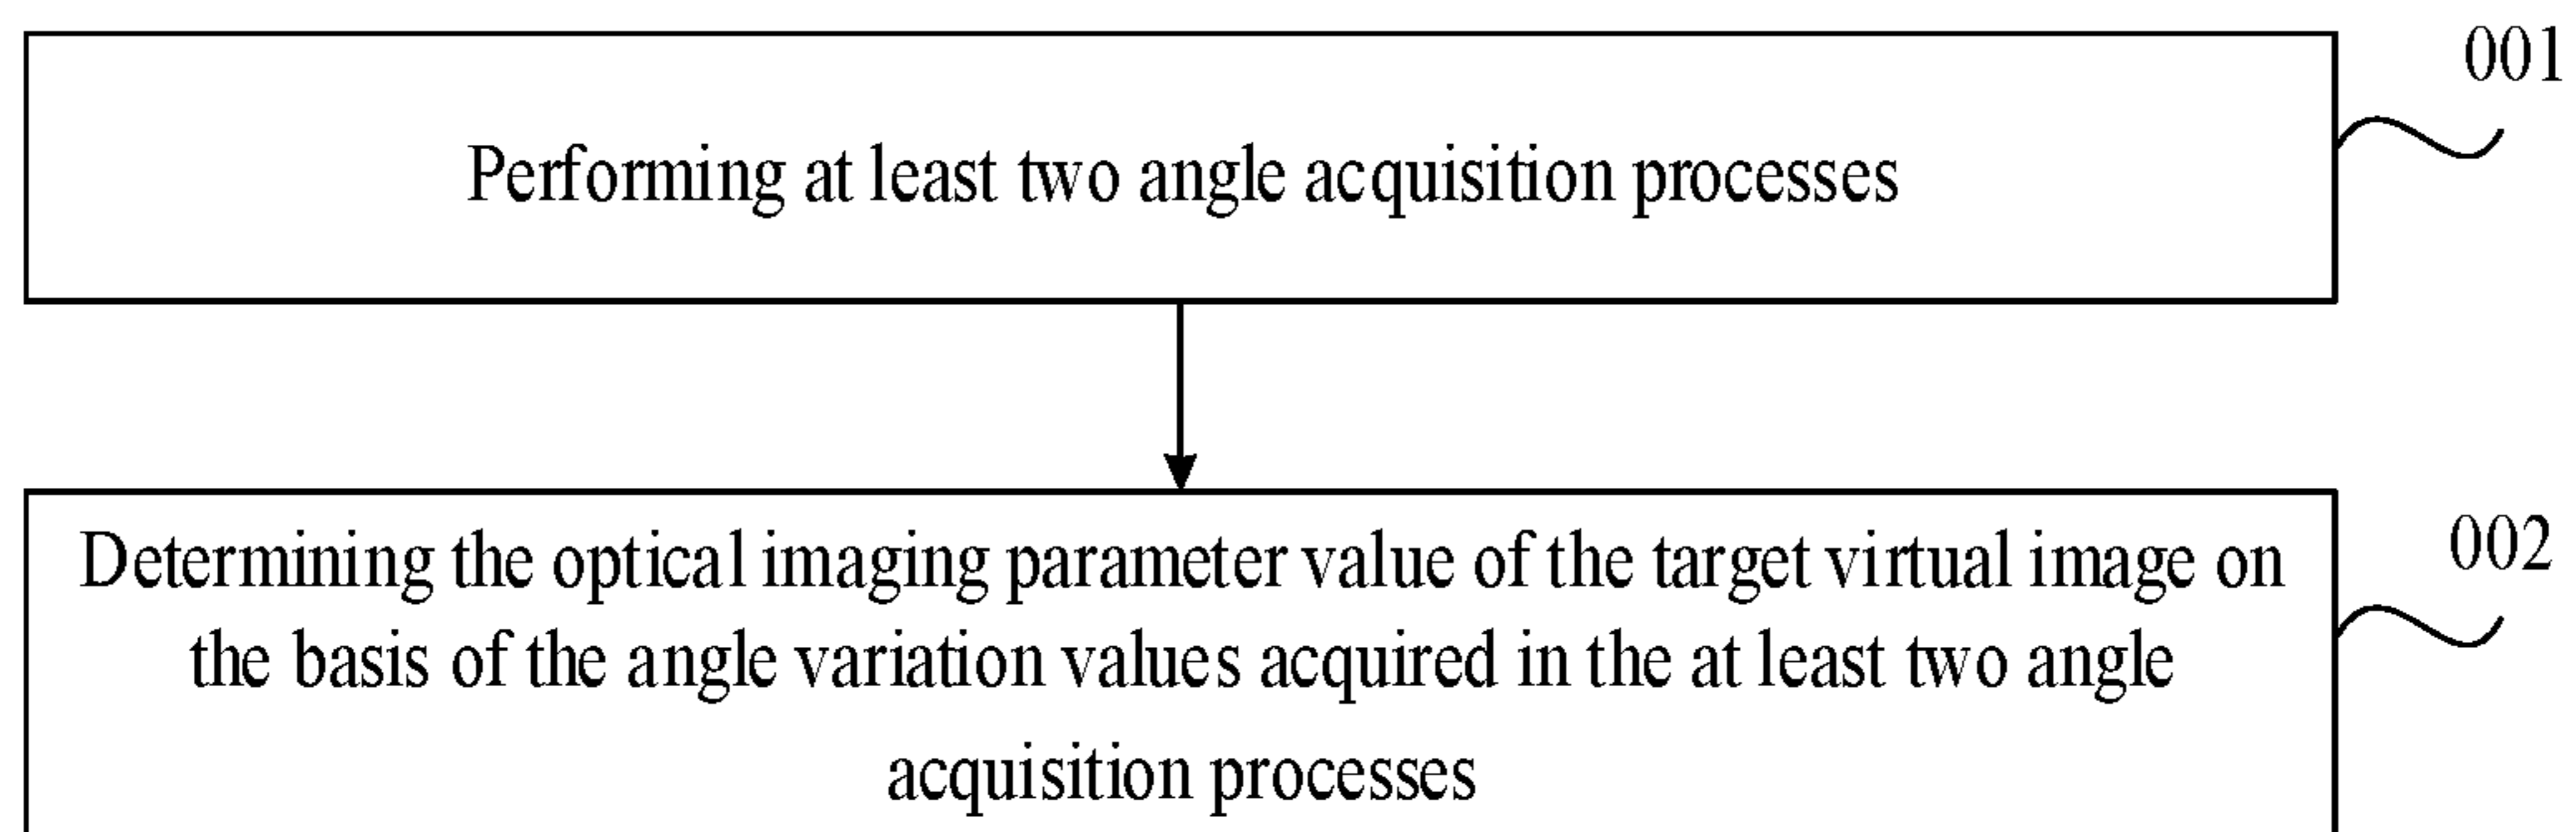 001
Performing at least two angle acquisition processes
002
Determining the optical imaging parameter value of the target virtual image on
the basis of the angle variation values acquired in the at least two angle
acquisition processes